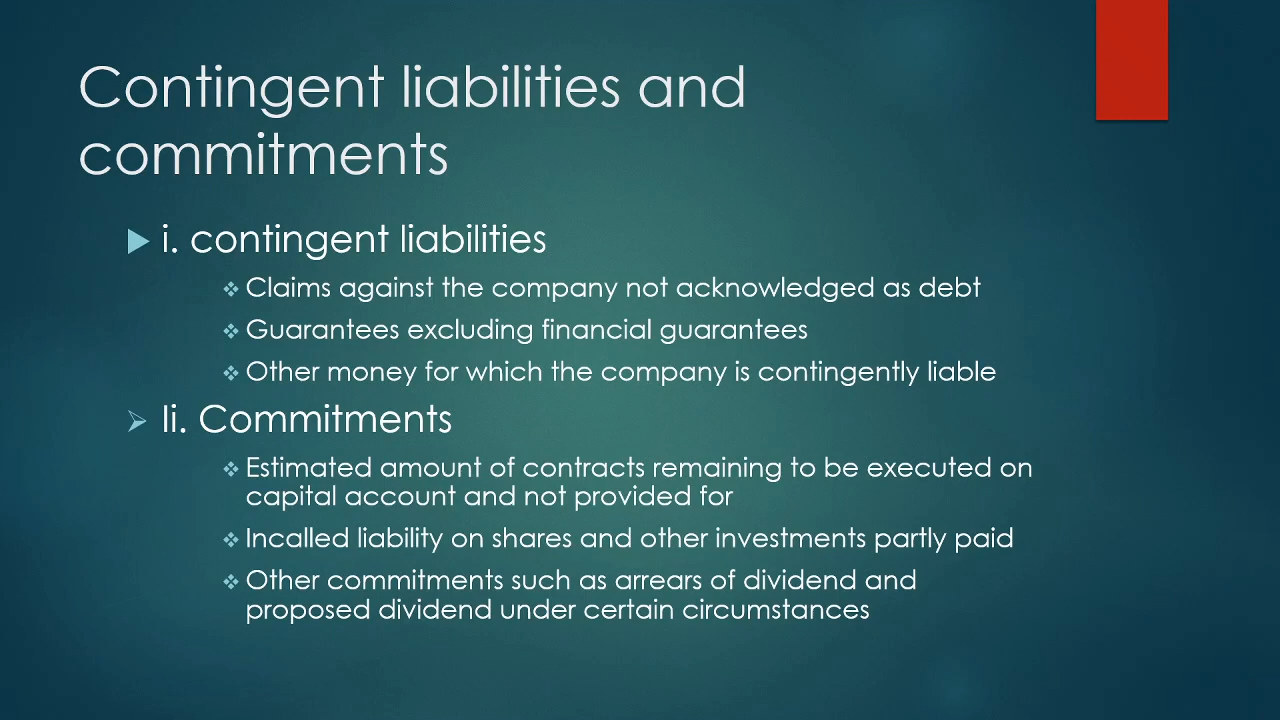 Contingent liabilities and
commitments
i. contingent liabilities
Claims against the company not acknowledged as debt
Guarantees excluding financial guarantees
Other money for which the company is contingently liable
Ii. Commitments
Estimated amount of contracts remaining to be executed on
capital account and not provided for
Incalled liability on shares and other investments partly paid
Other commitments such as arrears of dividend and
proposed dividend under certain circumstances